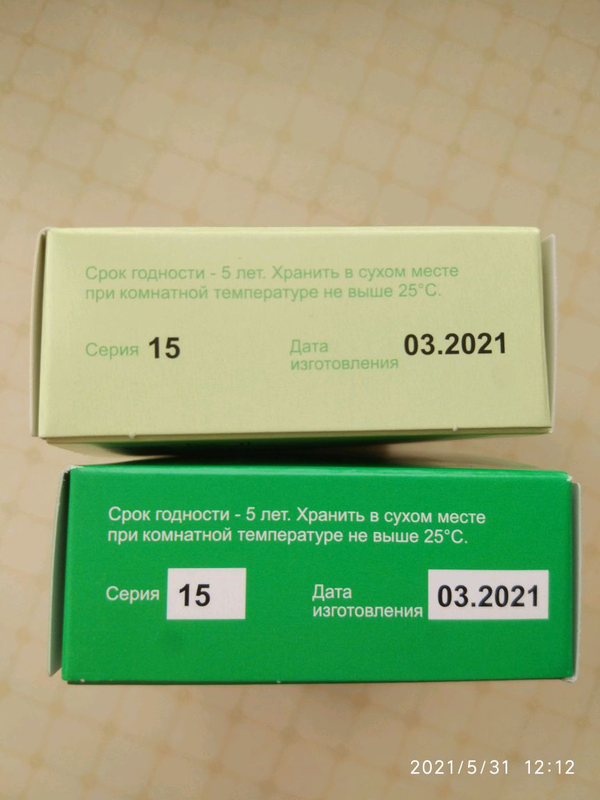 Срок годности - 5 лет. Хранить в сухом месте
при комнатной температуре не выше 25°С.
Серия 15 Дата изготовления 03.2021
Срок годности - 5 лет. Хранить в сухом месте
при комнатной температуре не выше 25°С.
Серия 15 Дата изготовления 03.2021
2021/5/31 12:12